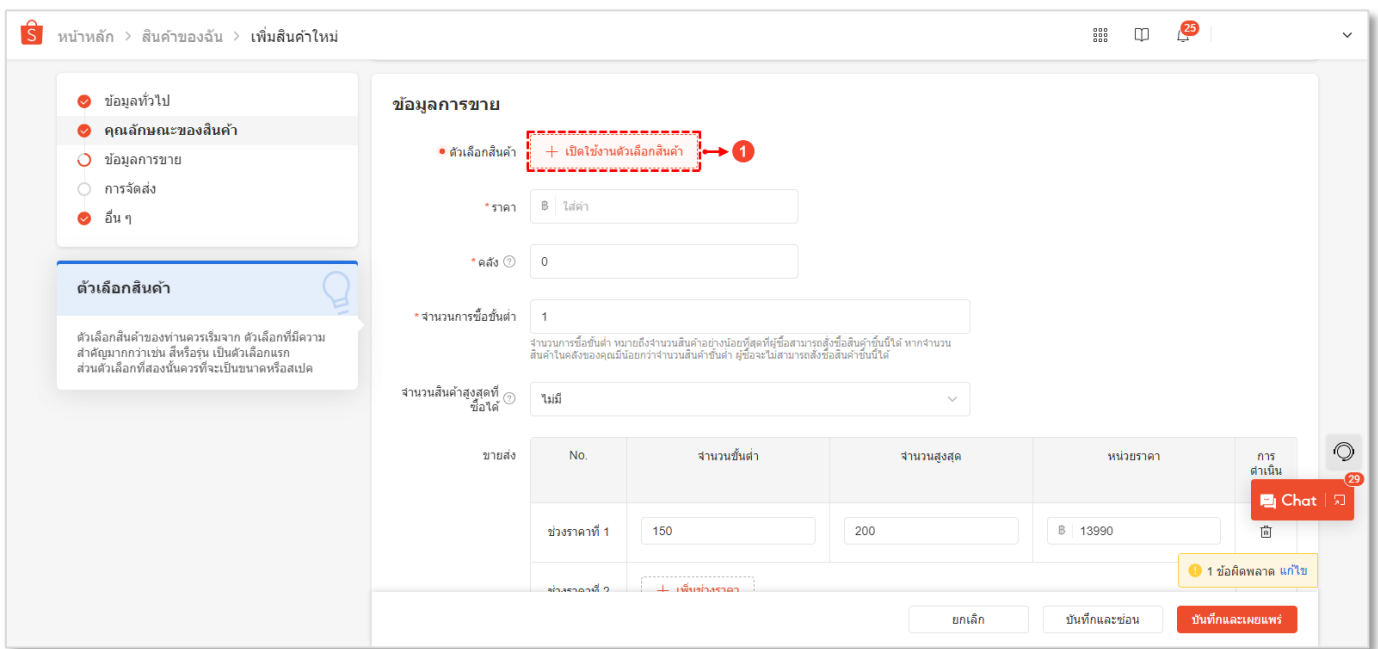 S หน้าหลัก > สินค้าของฉัน > เพิ่มสินค้าใหม่
25
ข้อมูลทั่วไป
คุณลักษณะของสินค้า
ข้อมูลการขาย
การจัดส่ง
อื่น ๆ
ตัวเลือกสินค้า
ตัวเลือกสินค้าของท่านควรเริ่มจาก ตัวเลือกที่มีความ
สำคัญมากกว่าเช่น สีหรือรุ่น เป็นตัวเลือกแรก
ส่วนตัวเลือกที่สองนั้นควรที่จะเป็นขนาดหรือสเปค
ข้อมูลการขาย
ตัวเลือกสินค้า + เปิดใช้งานตัวเลือกสินค้า 1
* ราคา ฿ ใส่ค่า
* คลัง ? 0
* จำนวนการซื้อขั้นต่ำ 1
จำนวนการซื้อขั้นต่ำ หมายถึงจำนวนสินค้าอย่างน้อยที่สุดที่ผู้ซื้อสามารถสั่งซื้อสินค้าชิ้นนี้ได้ หากจำนวน
สินค้าในคลังของคุณมีน้อยกว่าจำนวนขั้นต่ำ ผู้ซื้อจะไม่สามารถสั่งซื้อสินค้าชิ้นนี้ได้
จำนวนสินค้าสูงสุดที่
ซื้อได้ ? ไม่มี
ขายส่ง No. จำนวนขั้นต่ำ จำนวนสูงสุด หน่วยราคา การ
ดำเนิน
29
Chat
ช่วงราคาที่ 1 150 200 ฿ 13990
1 ข้อผิดพลาด แก้ไข
ช่วงราคาที่ 2 + เพิ่มช่วงราคา
ยกเลิก บันทึกและซ่อน บันทึกและเผยแพร่